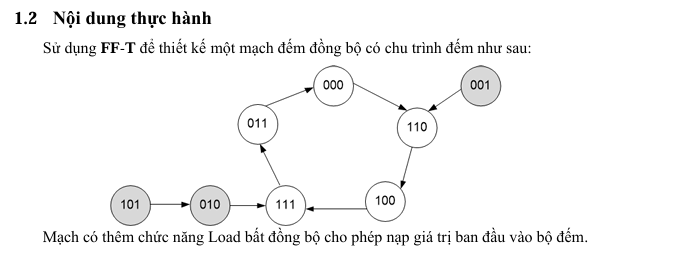 1.2 Nội dung thực hành
Sử dụng FF-T để thiết kế một mạch đếm đồng bộ có chu trình đếm như sau:
000
001
011
110
101
010
111
100
Mạch có thêm chức năng Load bất đồng bộ cho phép nạp giá trị ban đầu vào bộ đếm.